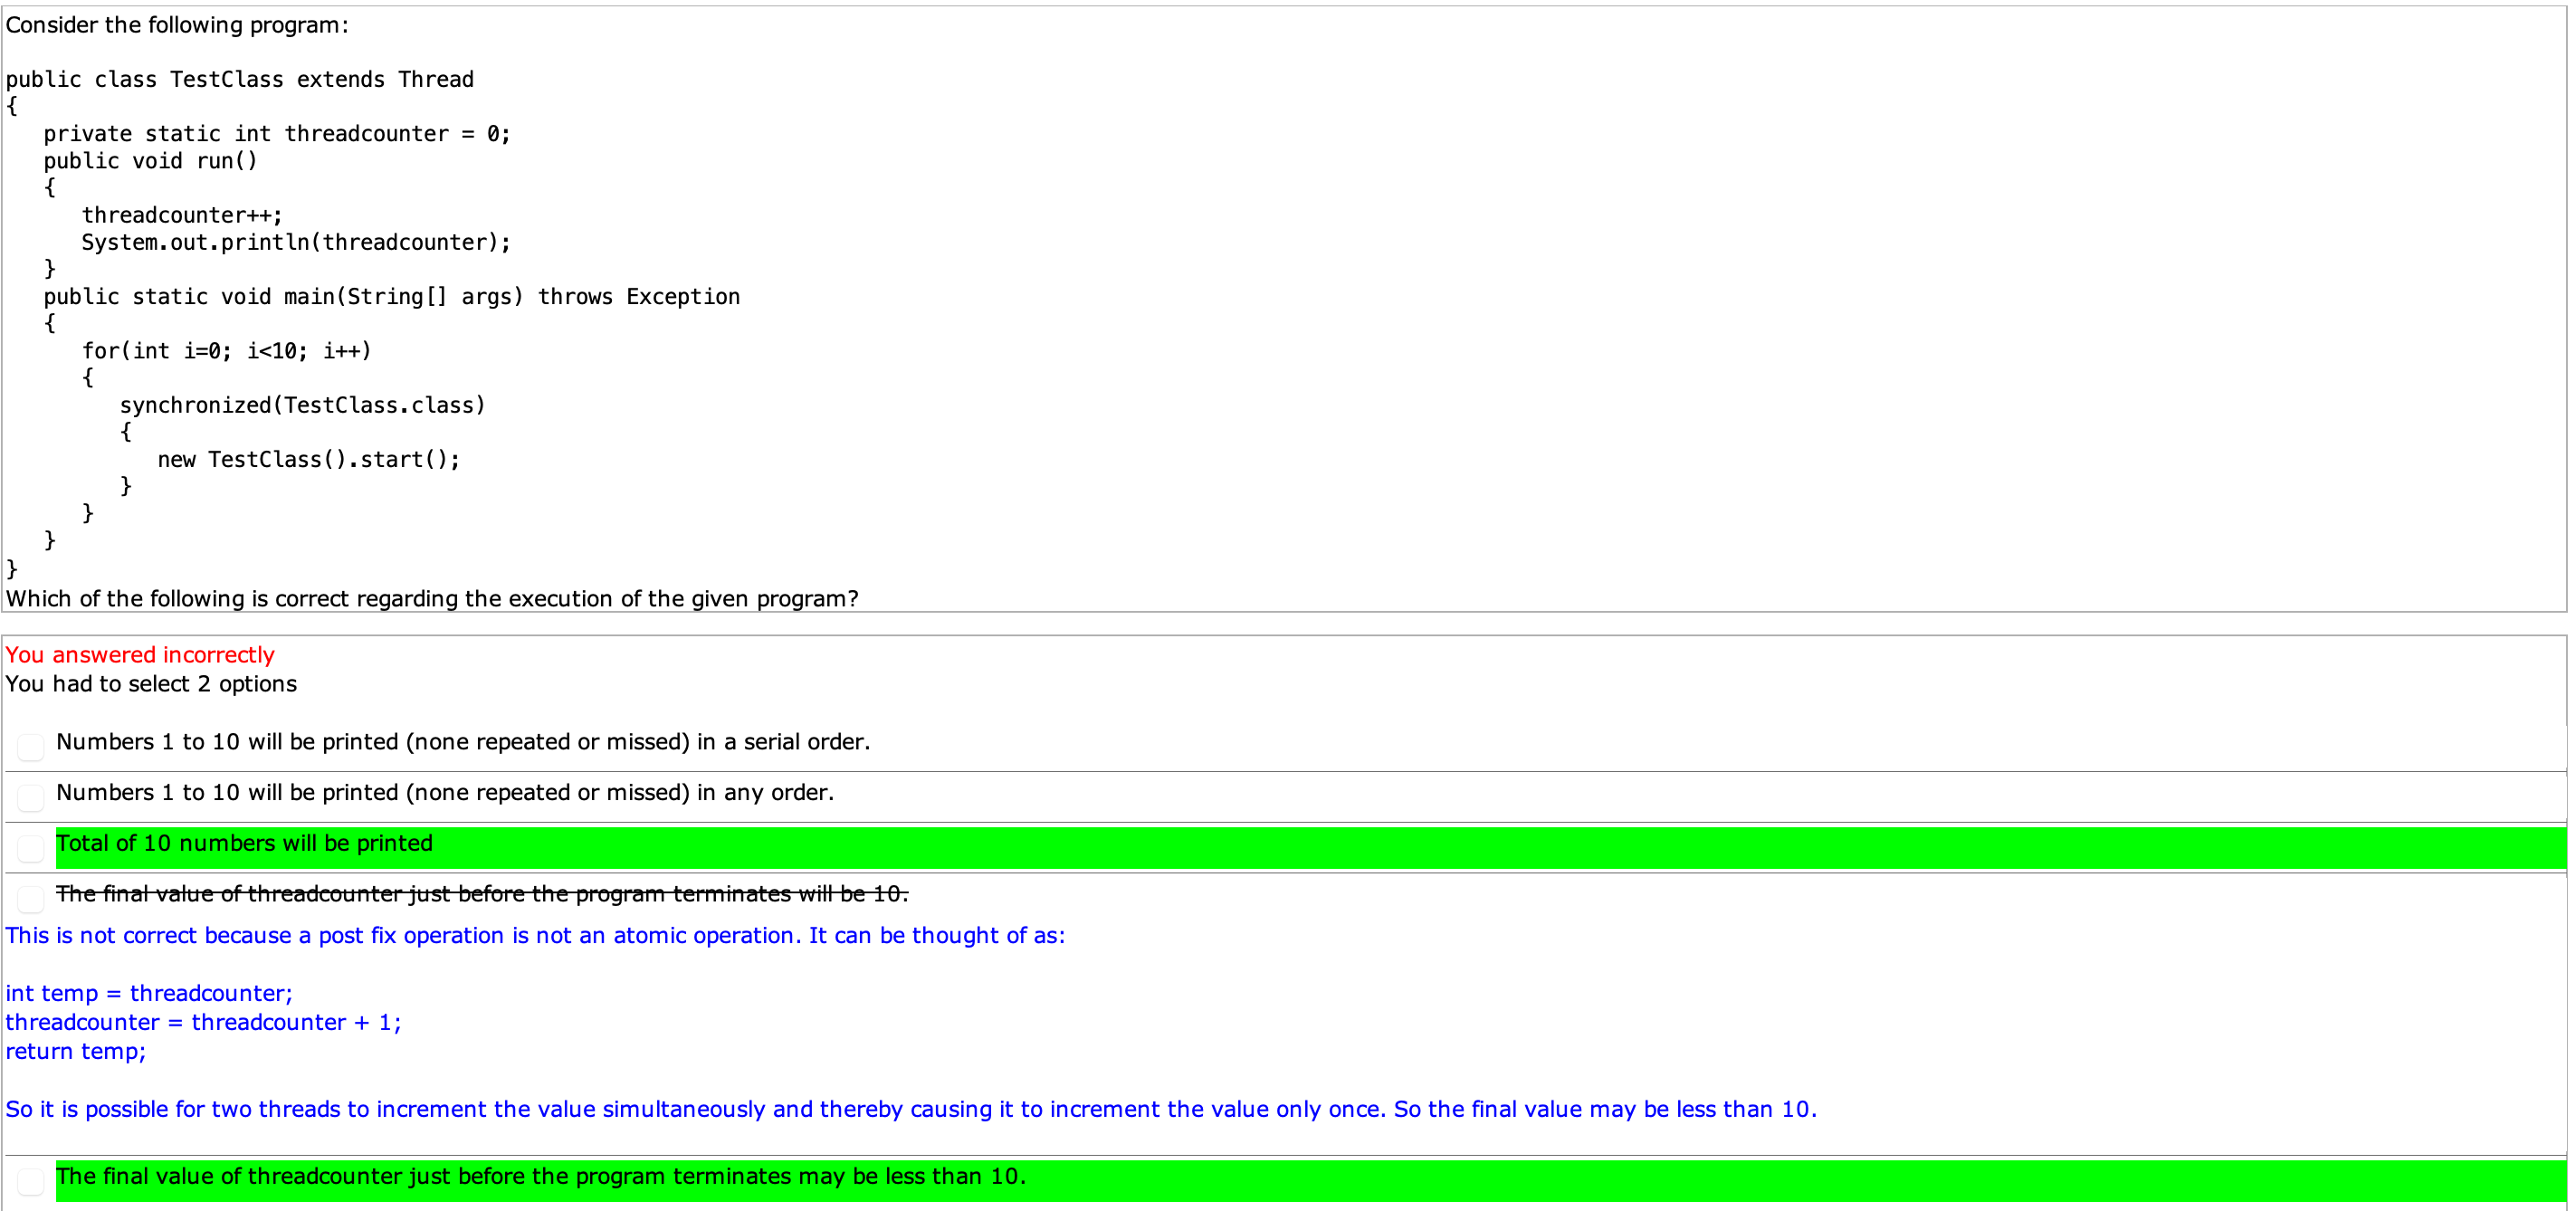 Consider the following program:
public class TestClass extends Thread
{
   private static int threadcounter = 0;
   public void run()
   {
      threadcounter++;
      System.out.println(threadcounter);
   }
   public static void main(String[] args) throws Exception
   {
      for(int i=0; i<10; i++)
      {
         synchronized(TestClass.class)
         {
            new TestClass().start();
         }
      }
   }
}
Which of the following is correct regarding the execution of the given program?
You answered incorrectly
You had to select 2 options
Numbers 1 to 10 will be printed (none repeated or missed) in a serial order.
Numbers 1 to 10 will be printed (none repeated or missed) in any order.
Total of 10 numbers will be printed
The final value of threadcounter just before the program terminates will be 10.
This is not correct because a post fix operation is not an atomic operation. It can be thought of as:
int temp = threadcounter;
threadcounter = threadcounter + 1;
return temp;
So it is possible for two threads to increment the value simultaneously and thereby causing it to increment the value only once. So the final value may be less than 10.
The final value of threadcounter just before the program terminates may be less than 10.